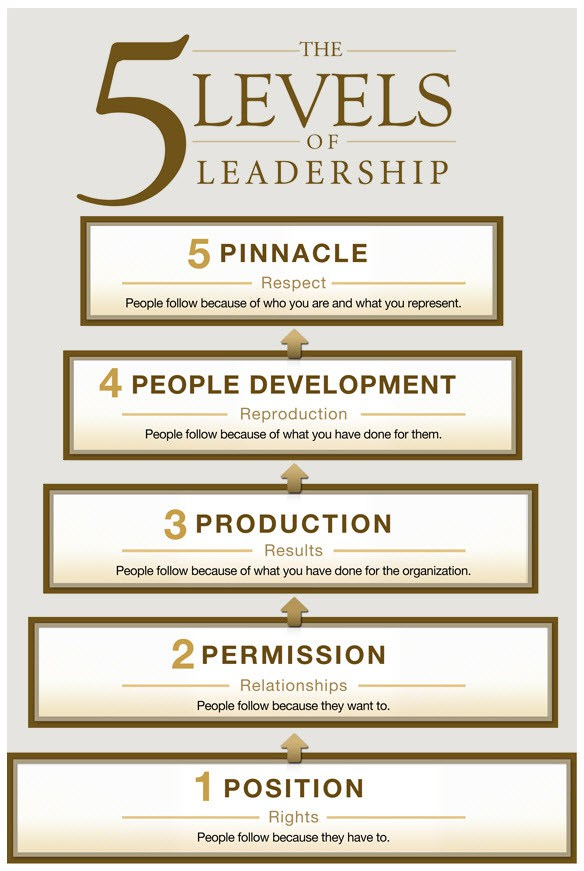 5 THE
LEVELS
OF
LEADERSHIP
5 PINNACLE
Respect
People follow because of who you are and what you represent.
4 PEOPLE DEVELOPMENT
Reproduction
People follow because of what you have done for them.
3 PRODUCTION
Results
People follow because of what you have done for the organization.
2 PERMISSION
Relationships
People follow because they want to.
1 POSITION
Rights
People follow because they have to.